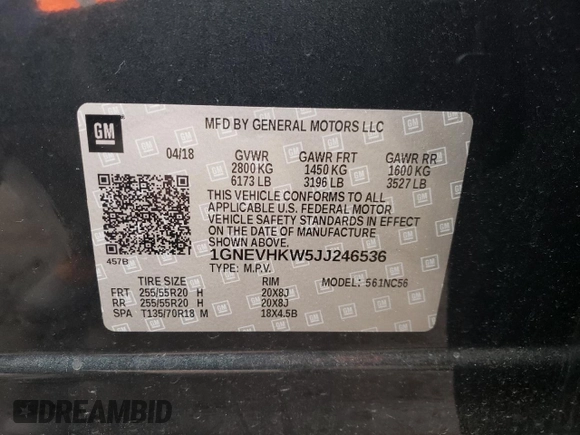 GM
MFD BY GENERAL MOTORS LLC
04/18 GVWR GAWR FRT GAWR RR
2800 KG 1450 KG 1600 KG
6173 LB 3196 LB 3527 LB
THIS VEHICLE CONFORMS TO ALL
APPLICABLE U.S. FEDERAL MOTOR
VEHICLE SAFETY STANDARDS IN EFFECT
ON THE DATE OF MANUFACTURE
SHOWN ABOVE.
457B
1GNEVHKW5JJ246536
TYPE: M.P.V. MODEL: 561NC56
TIRE SIZE RIM
FRT 255/55R20 H 20X8J
RR 255/55R20 H 20X8J
SPA T135/70R18 M 18X4.5B
DREAMBID